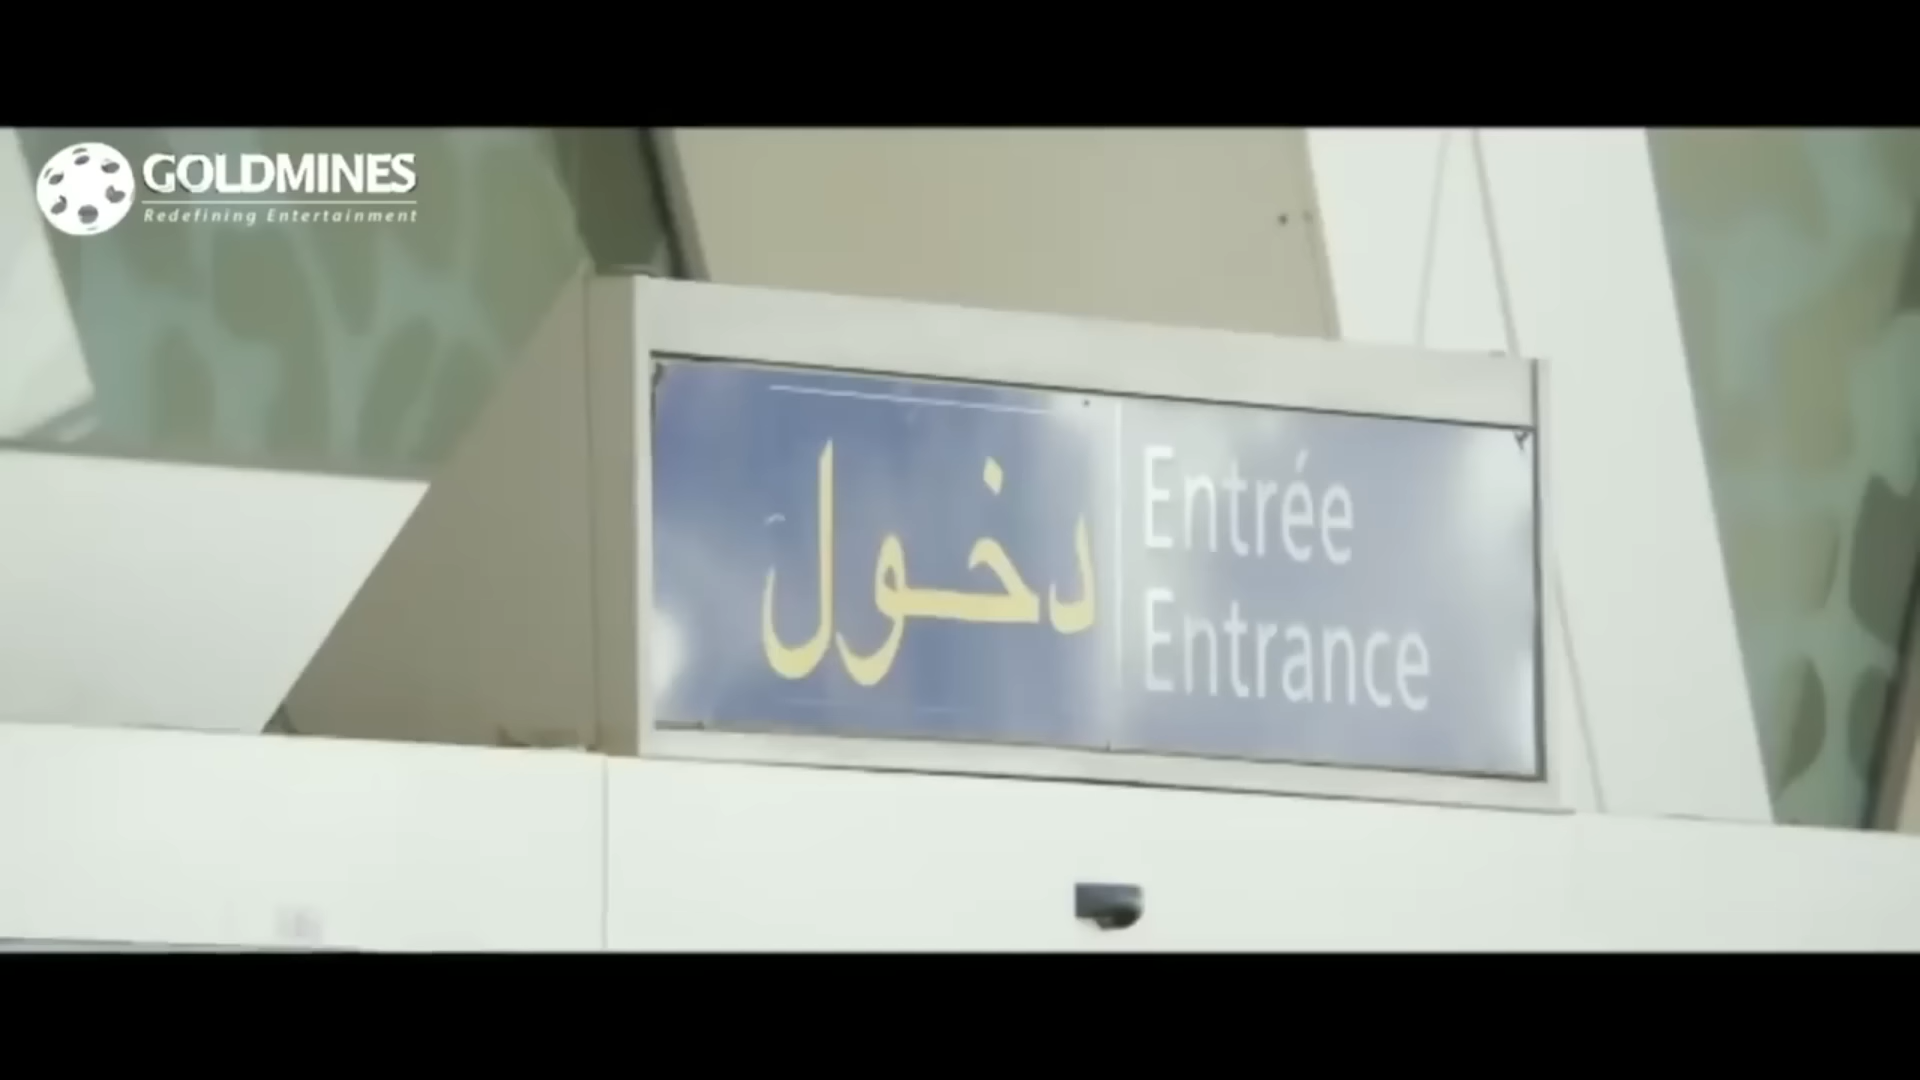 GOLDMINES
Redefining Entertainment
دخول
Entrée
Entrance